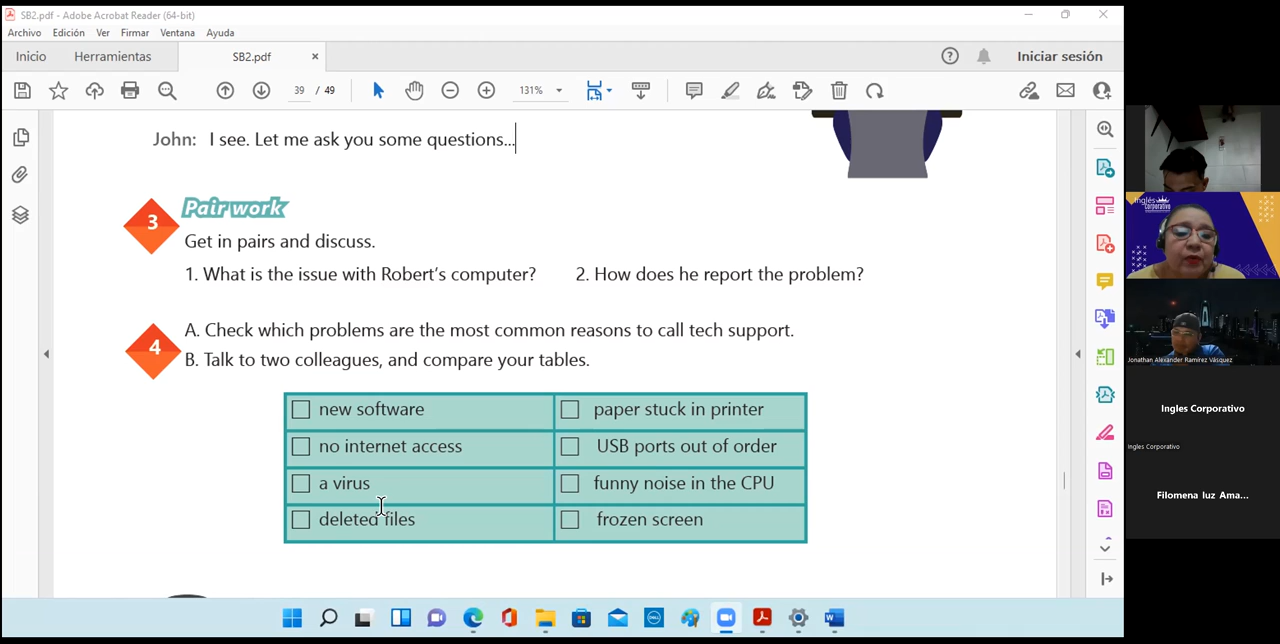 SB2.pdf - Adobe Acrobat Reader (64-bit)
Archivo Edición Ver Firmar Ventana Ayuda
Inicio Herramientas SB2.pdf × Iniciar sesión
39 / 49 131%
John: I see. Let me ask you some questions...
3 Pair work
Get in pairs and discuss.
1. What is the issue with Robert's computer? 2. How does he report the problem?
4 A. Check which problems are the most common reasons to call tech support.
B. Talk to two colleagues, and compare your tables.
new software paper stuck in printer
no internet access USB ports out of order
a virus funny noise in the CPU
deleted files frozen screen
Inglés
corporativo
Jonathan Alexander Ramírez Vásquez
Ingles Corporativo
Ingles Corporativo
Filomena luz Ama...